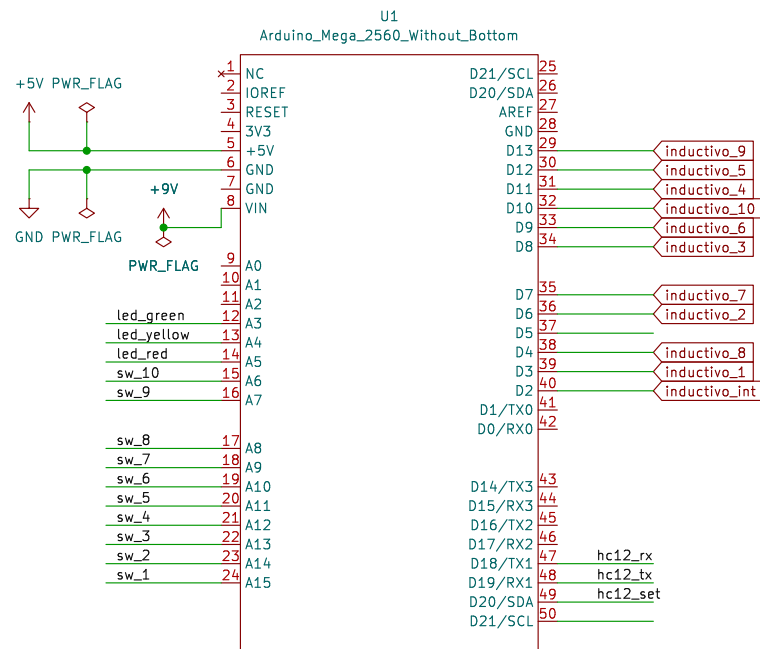 U1
Arduino_Mega_2560_Without_Bottom
+5V PWR_FLAG
GND PWR_FLAG
+9V
PWR_FLAG
1 NC
2 IOREF
3 RESET
4 3V3
5 +5V
6 GND
7 GND
8 VIN
9 A0
10 A1
11 A2
led_green 12 A3
led_yellow 13 A4
led_red 14 A5
sw_10 15 A6
sw_9 16 A7
sw_8 17 A8
sw_7 18 A9
sw_6 19 A10
sw_5 20 A11
sw_4 21 A12
sw_3 22 A13
sw_2 23 A14
sw_1 24 A15
D21/SCL 25
D20/SDA 26
AREF 27
GND 28
D13 29 inductivo_9
D12 30 inductivo_5
D11 31 inductivo_4
D10 32 inductivo_10
D9 33 inductivo_6
D8 34 inductivo_3
D7 35 inductivo_7
D6 36 inductivo_2
D5 37
D4 38 inductivo_8
D3 39 inductivo_1
D2 40 inductivo_int
D1/TX0 41
D0/RX0 42
D14/TX3 43
D15/RX3 44
D16/TX2 45
D17/RX2 46
D18/TX1 47 hc12_rx
D19/RX1 48 hc12_tx
D20/SDA 49 hc12_set
D21/SCL 50